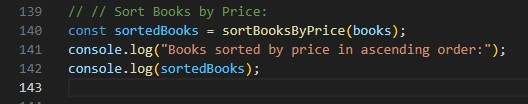 139 // // Sort Books by Price:
140 const sortedBooks = sortBooksByPrice(books);
141 console.log("Books sorted by price in ascending order:");
142 console.log(sortedBooks);
143